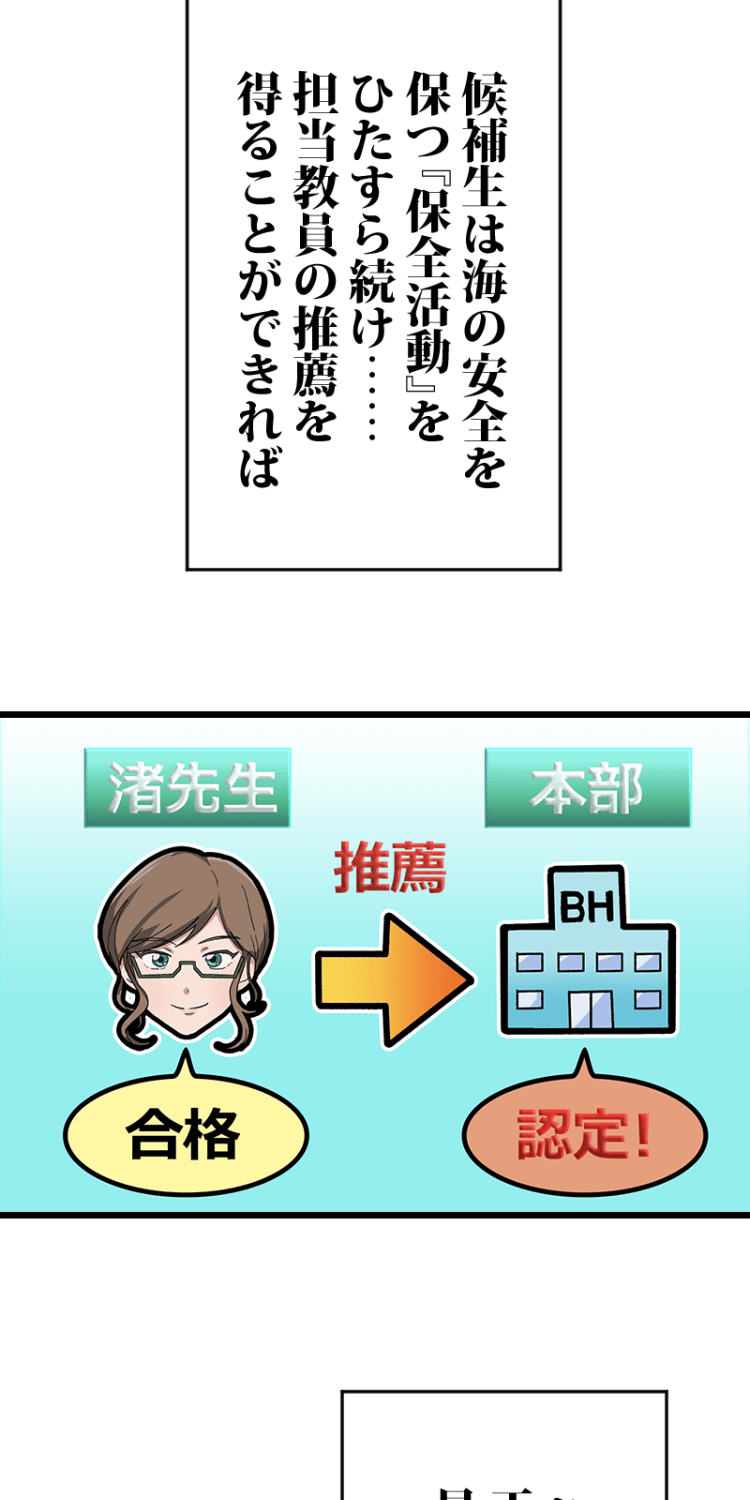 候補生は海の安全を
保つ『保全活動』を
ひたすら続け……
担当教員の推薦を
得ることができれば
渚先生
本部
推薦
BH
合格
認定!